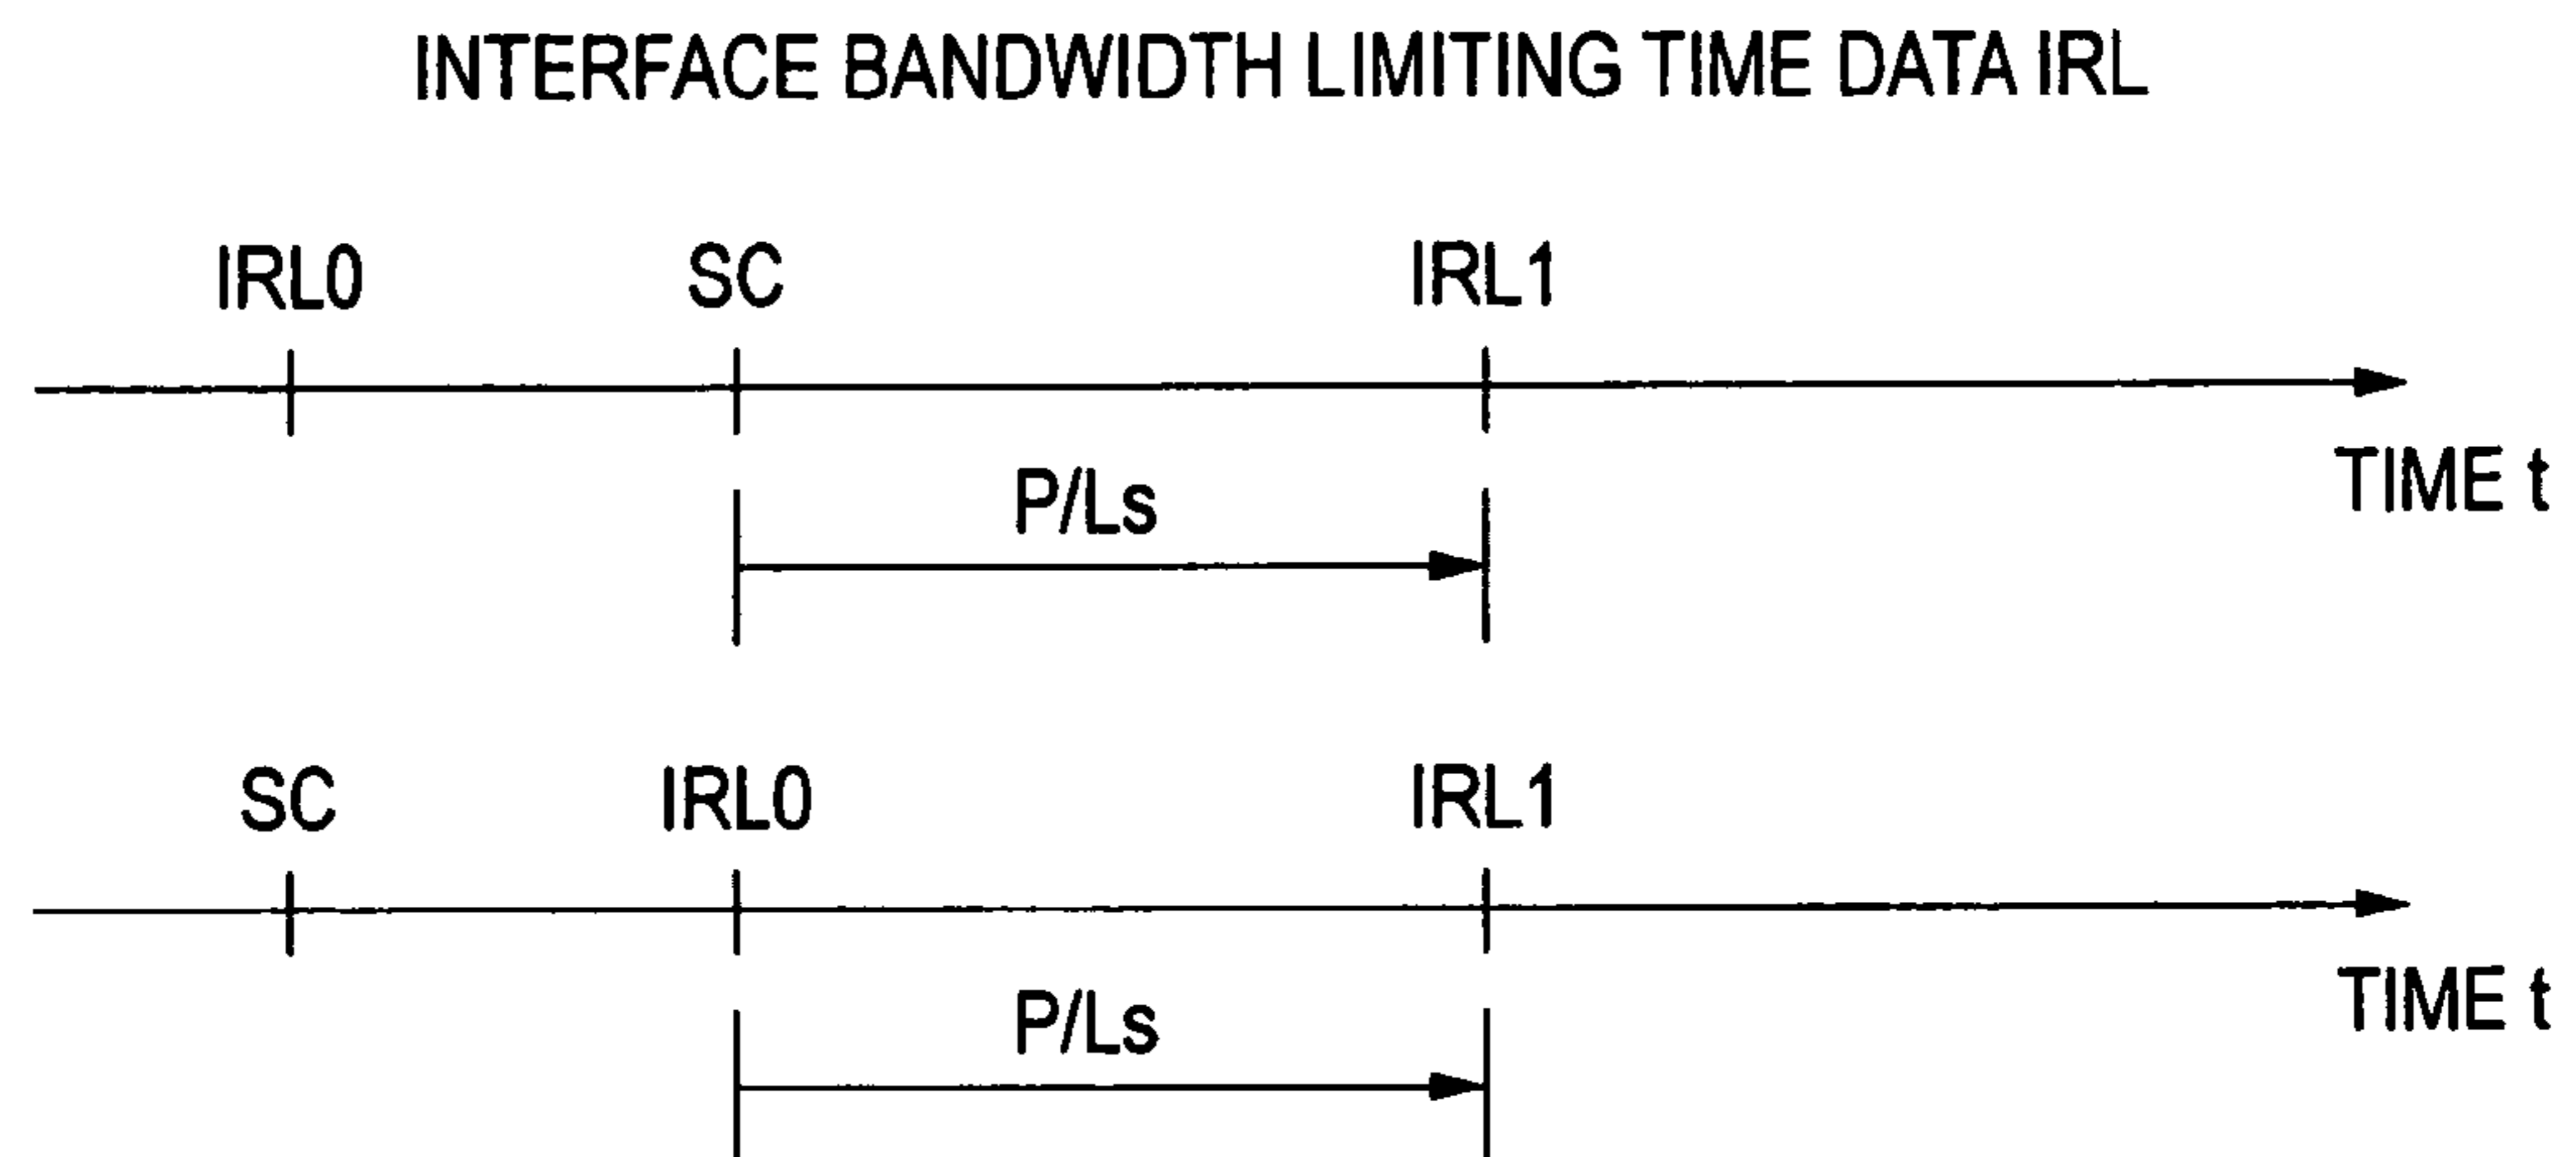 INTERFACE BANDWIDTH LIMITING TIME DATA IRL
IRL0 SC IRL1
TIME t
P/Ls
SC IRL0 IRL1
TIME t
P/Ls